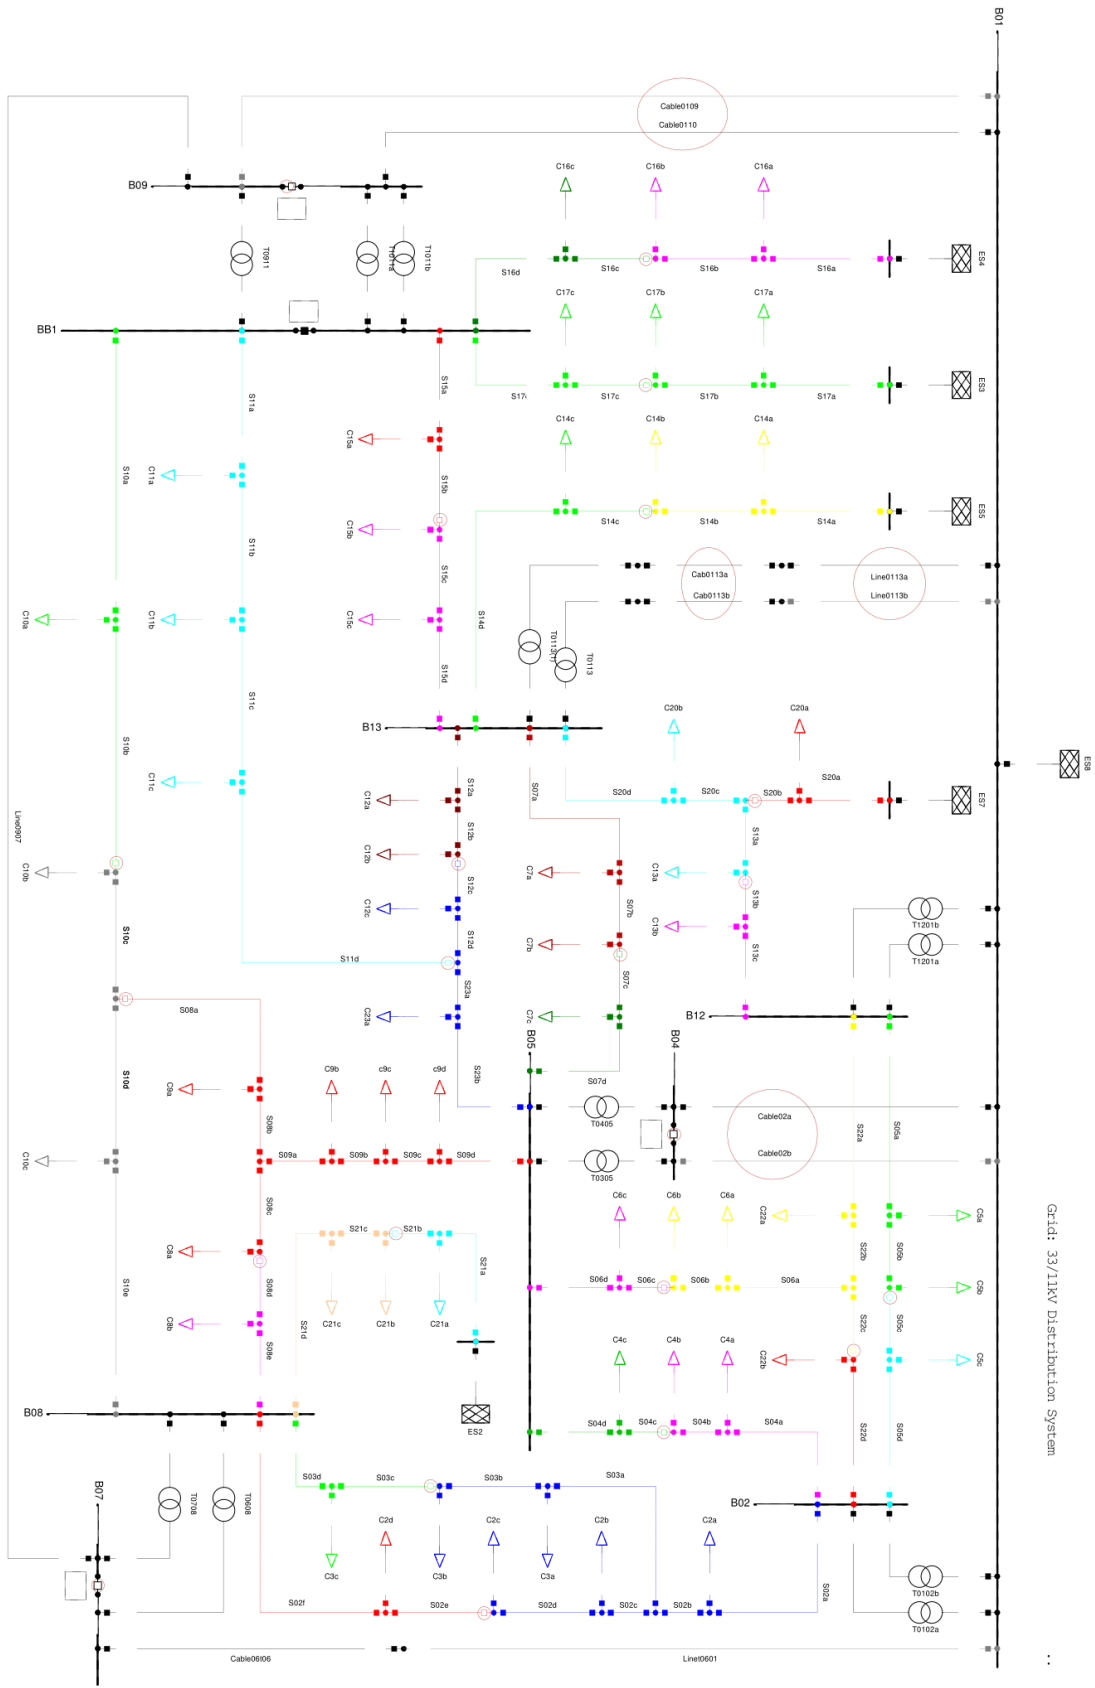 B01
Cable0109
Cable0110
C16c
C16b
C16a
B09
T0911
T1011a
T1011b
S16d
S16c
S16b
S16a
ES4
C17c
C17b
C17a
BB1
S17c
S17b
S17a
ES3
S11a
S15a
C14c
C14b
C14a
C15a
S10a
C11a
S15b
S14c
S14b
S14a
ES5
S11b
C15b
S15c
Cab0113a
Cab0113b
Line0113a
Line0113b
C10a
C11b
C15c
S14d
T0113(1)
T0113
S11c
S15d
C20b
C20a
B13
S10b
C11c
S12a
S07a
S20d
S20c
S20b
S20a
ES8
ES7
C12a
S12b
S13a
Line0907
C12b
C10b
C7a
C13a
S12c
S13b
C12c
S07b
T1201b
C13b
S10c
S12d
C7b
S13c
T1201a
S11d
S07c
S23a
S08a
C23a
C7c
B12
B05
B04
S10d
C9a
C9b
c9c
c9d
S23b
S07d
T0405
Cable02a
S22a
S05a
S08b
S09a
S09b
S09c
S09d
T0305
Cable02b
C10c
S08c
C6c
C6b
C6a
C22a
C5a
Grid: 33/11kV Distribution System
S21c
S21b
C8a
S21a
S22b
S05b
S10e
S08d
S06d
S06c
S06b
S06a
C5b
C8b
S21d
C21c
C21b
C21a
S22c
S05c
S08e
C4c
C4b
C4a
C22b
C5c
B08
ES2
S04d
S04c
S04b
S04a
S22d
S05d
B07
T0708
T0608
S03d
S03c
S03b
S03a
B02
C2d
C2c
C2b
C2a
C3c
C3b
C3a
T0102b
S02f
S02e
S02d
S02c
S02b
S02a
T0102a
Cable06t06
Linet0601